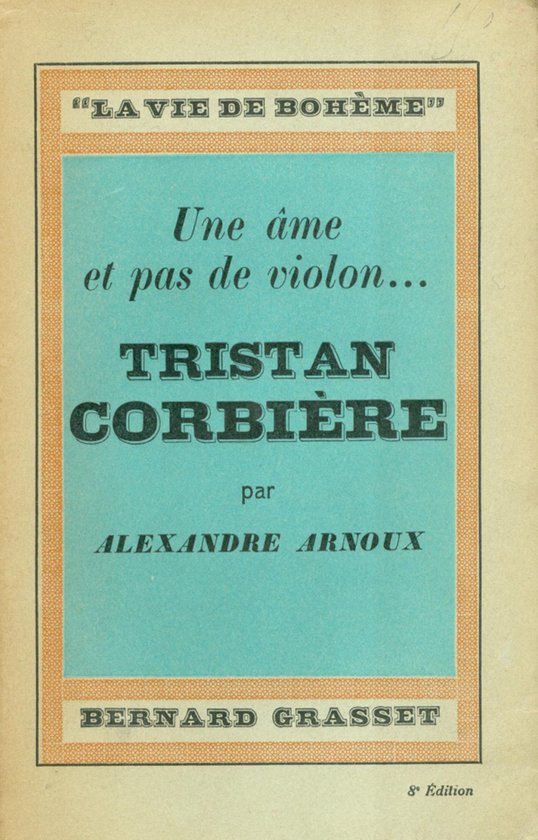 "LA VIE DE BOHÈME"
Une âme
et pas de violon...
TRISTAN
CORBIÈRE
par
ALEXANDRE ARNOUX
BERNARD GRASSET
8e Édition